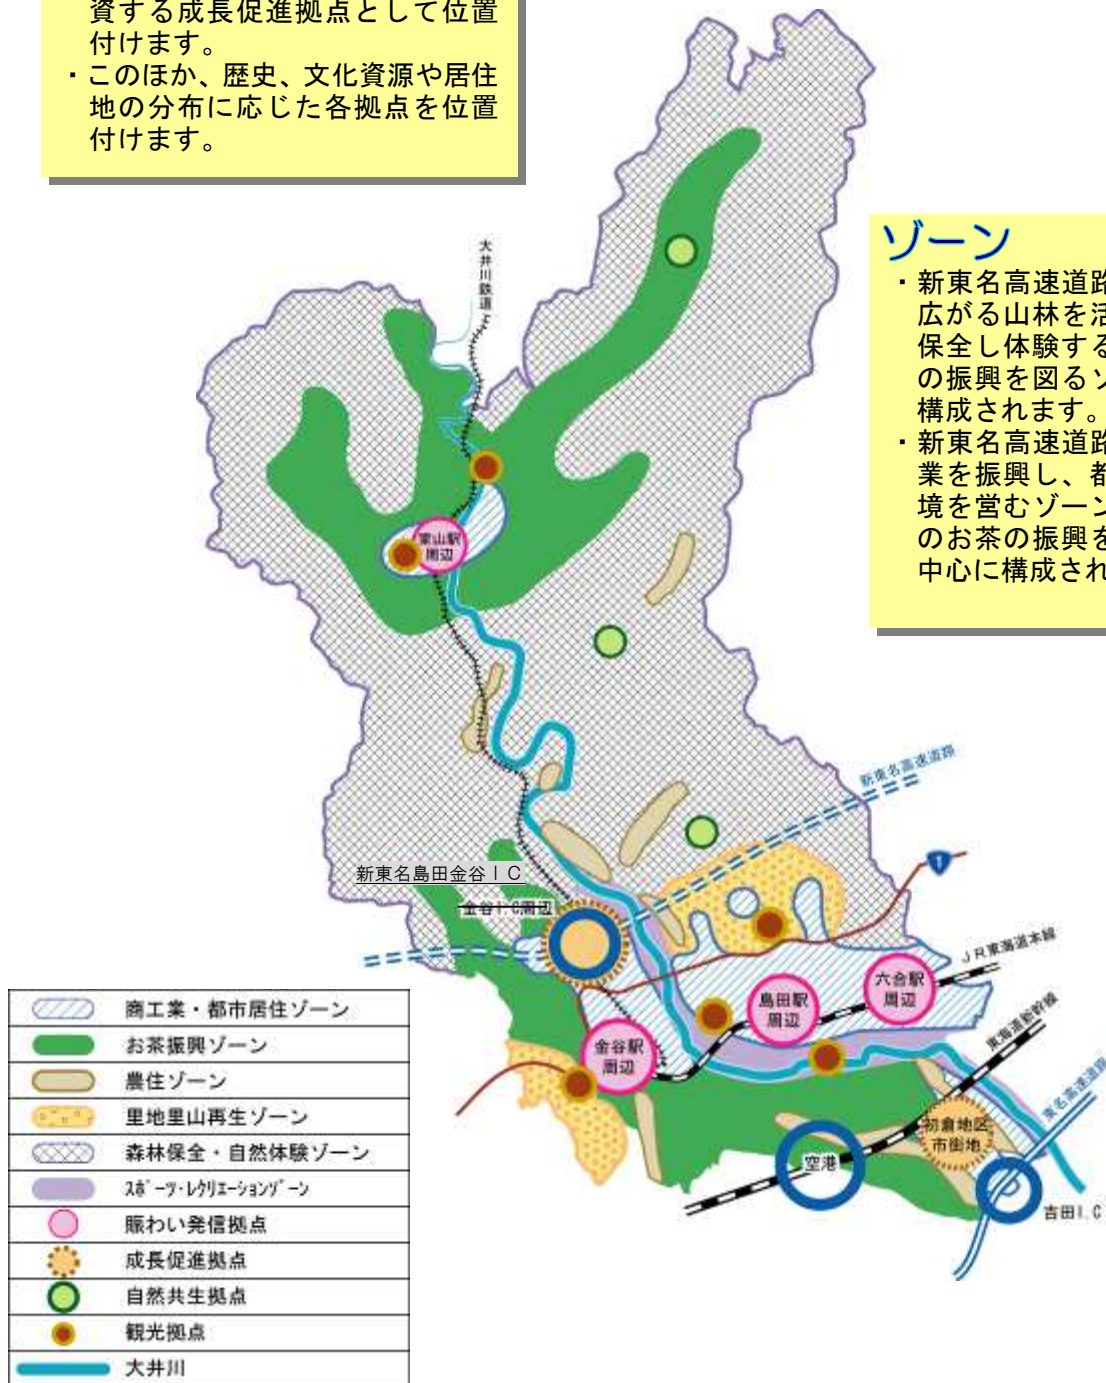 資する成長促進拠点として位置
付けます。
・このほか、歴史、文化資源や居住
地の分布に応じた各拠点を位置
付けます。
ゾーン
・新東名高速道路
広がる山林を活
保全し体験する
の振興を図るゾ
構成されます。
・新東名高速道路
業を振興し、都
境を営むゾーン
のお茶の振興を
中心に構成され
大井川鉄道
家山駅
周辺
新東名高速道路
新東名島田金谷IC
金谷I.C周辺
1
JR東海道本線
六合駅
周辺
島田駅
周辺
東海道新幹線
金谷駅
周辺
東名高速道路
初倉地区
市街地
空港
吉田I.C
商工業・都市居住ゾーン
お茶振興ゾーン
農住ゾーン
里地里山再生ゾーン
森林保全・自然体験ゾーン
スポーツ・レクリエーションゾーン
賑わい発信拠点
成長促進拠点
自然共生拠点
観光拠点
大井川